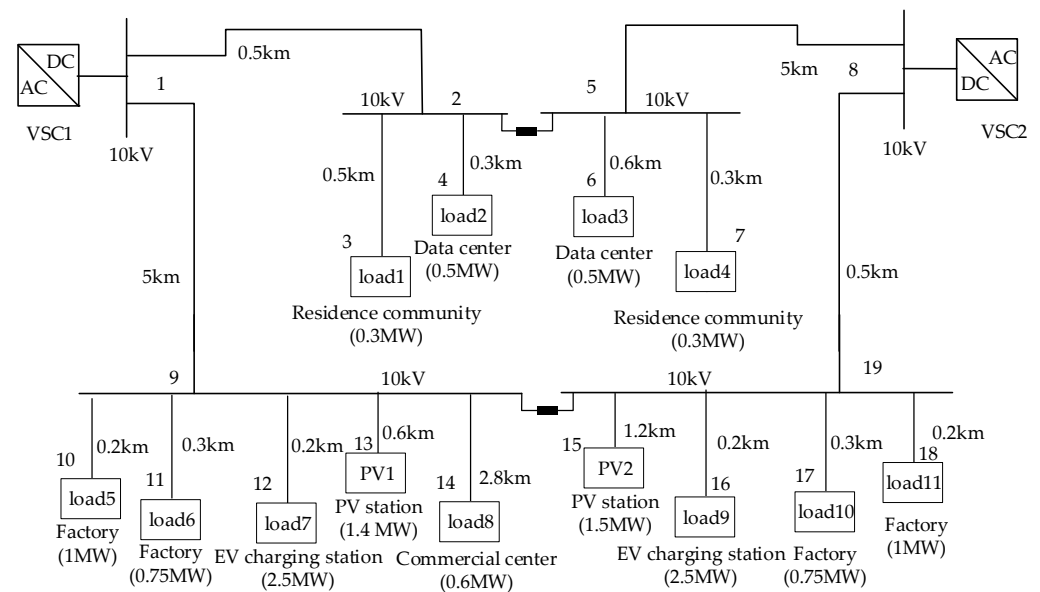 DC
AC
VSC1
1
10kV
0.5km
10kV
2
5
10kV
5km
8
AC
DC
VSC2
10kV
0.5km
3
load1
Residence community
(0.3MW)
0.3km
4
load2
Data center
(0.5MW)
0.6km
6
load3
Data center
(0.5MW)
0.3km
7
load4
Residence community
(0.3MW)
5km
0.5km
9
10kV
10kV
19
0.2km
10
load5
Factory
(1MW)
0.3km
11
load6
Factory
(0.75MW)
0.2km
12
load7
EV charging station
(2.5MW)
0.6km
13
PV1
PV station
(1.4 MW)
2.8km
14
load8
Commercial center
(0.6MW)
1.2km
15
PV2
PV station
(1.5MW)
0.2km
16
load9
EV charging station
(2.5MW)
0.3km
17
load10
Factory
(0.75MW)
0.2km
18
load11
Factory
(1MW)